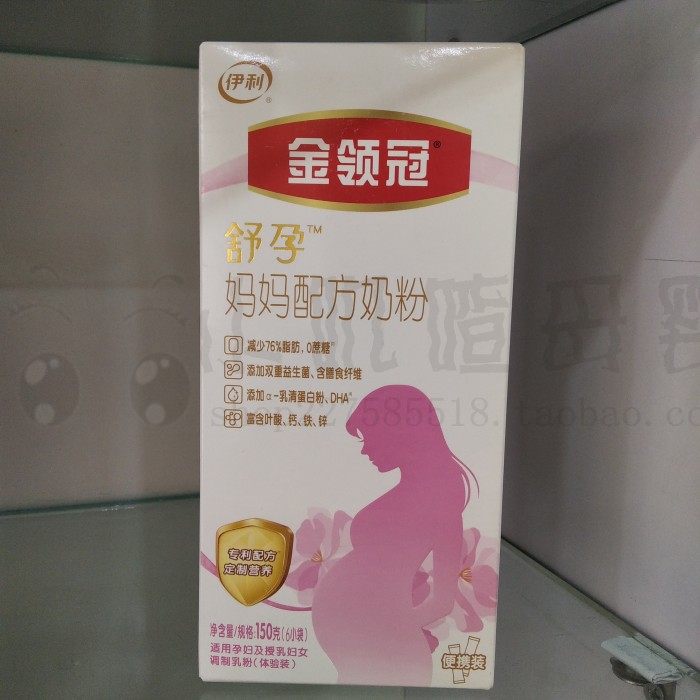 伊利®
金领冠®
舒孕™
妈妈配方奶粉
减少76%脂肪，0蔗糖
添加双重益生菌、含膳食纤维
添加α-乳清蛋白粉、DHA
富含叶酸、钙、铁、锌
shop227585518.taobao.co
专利配方
定制营养
净含量/规格:150克(6小袋)
适用孕妇及授乳妇女
调制乳粉(体验装)
便携装